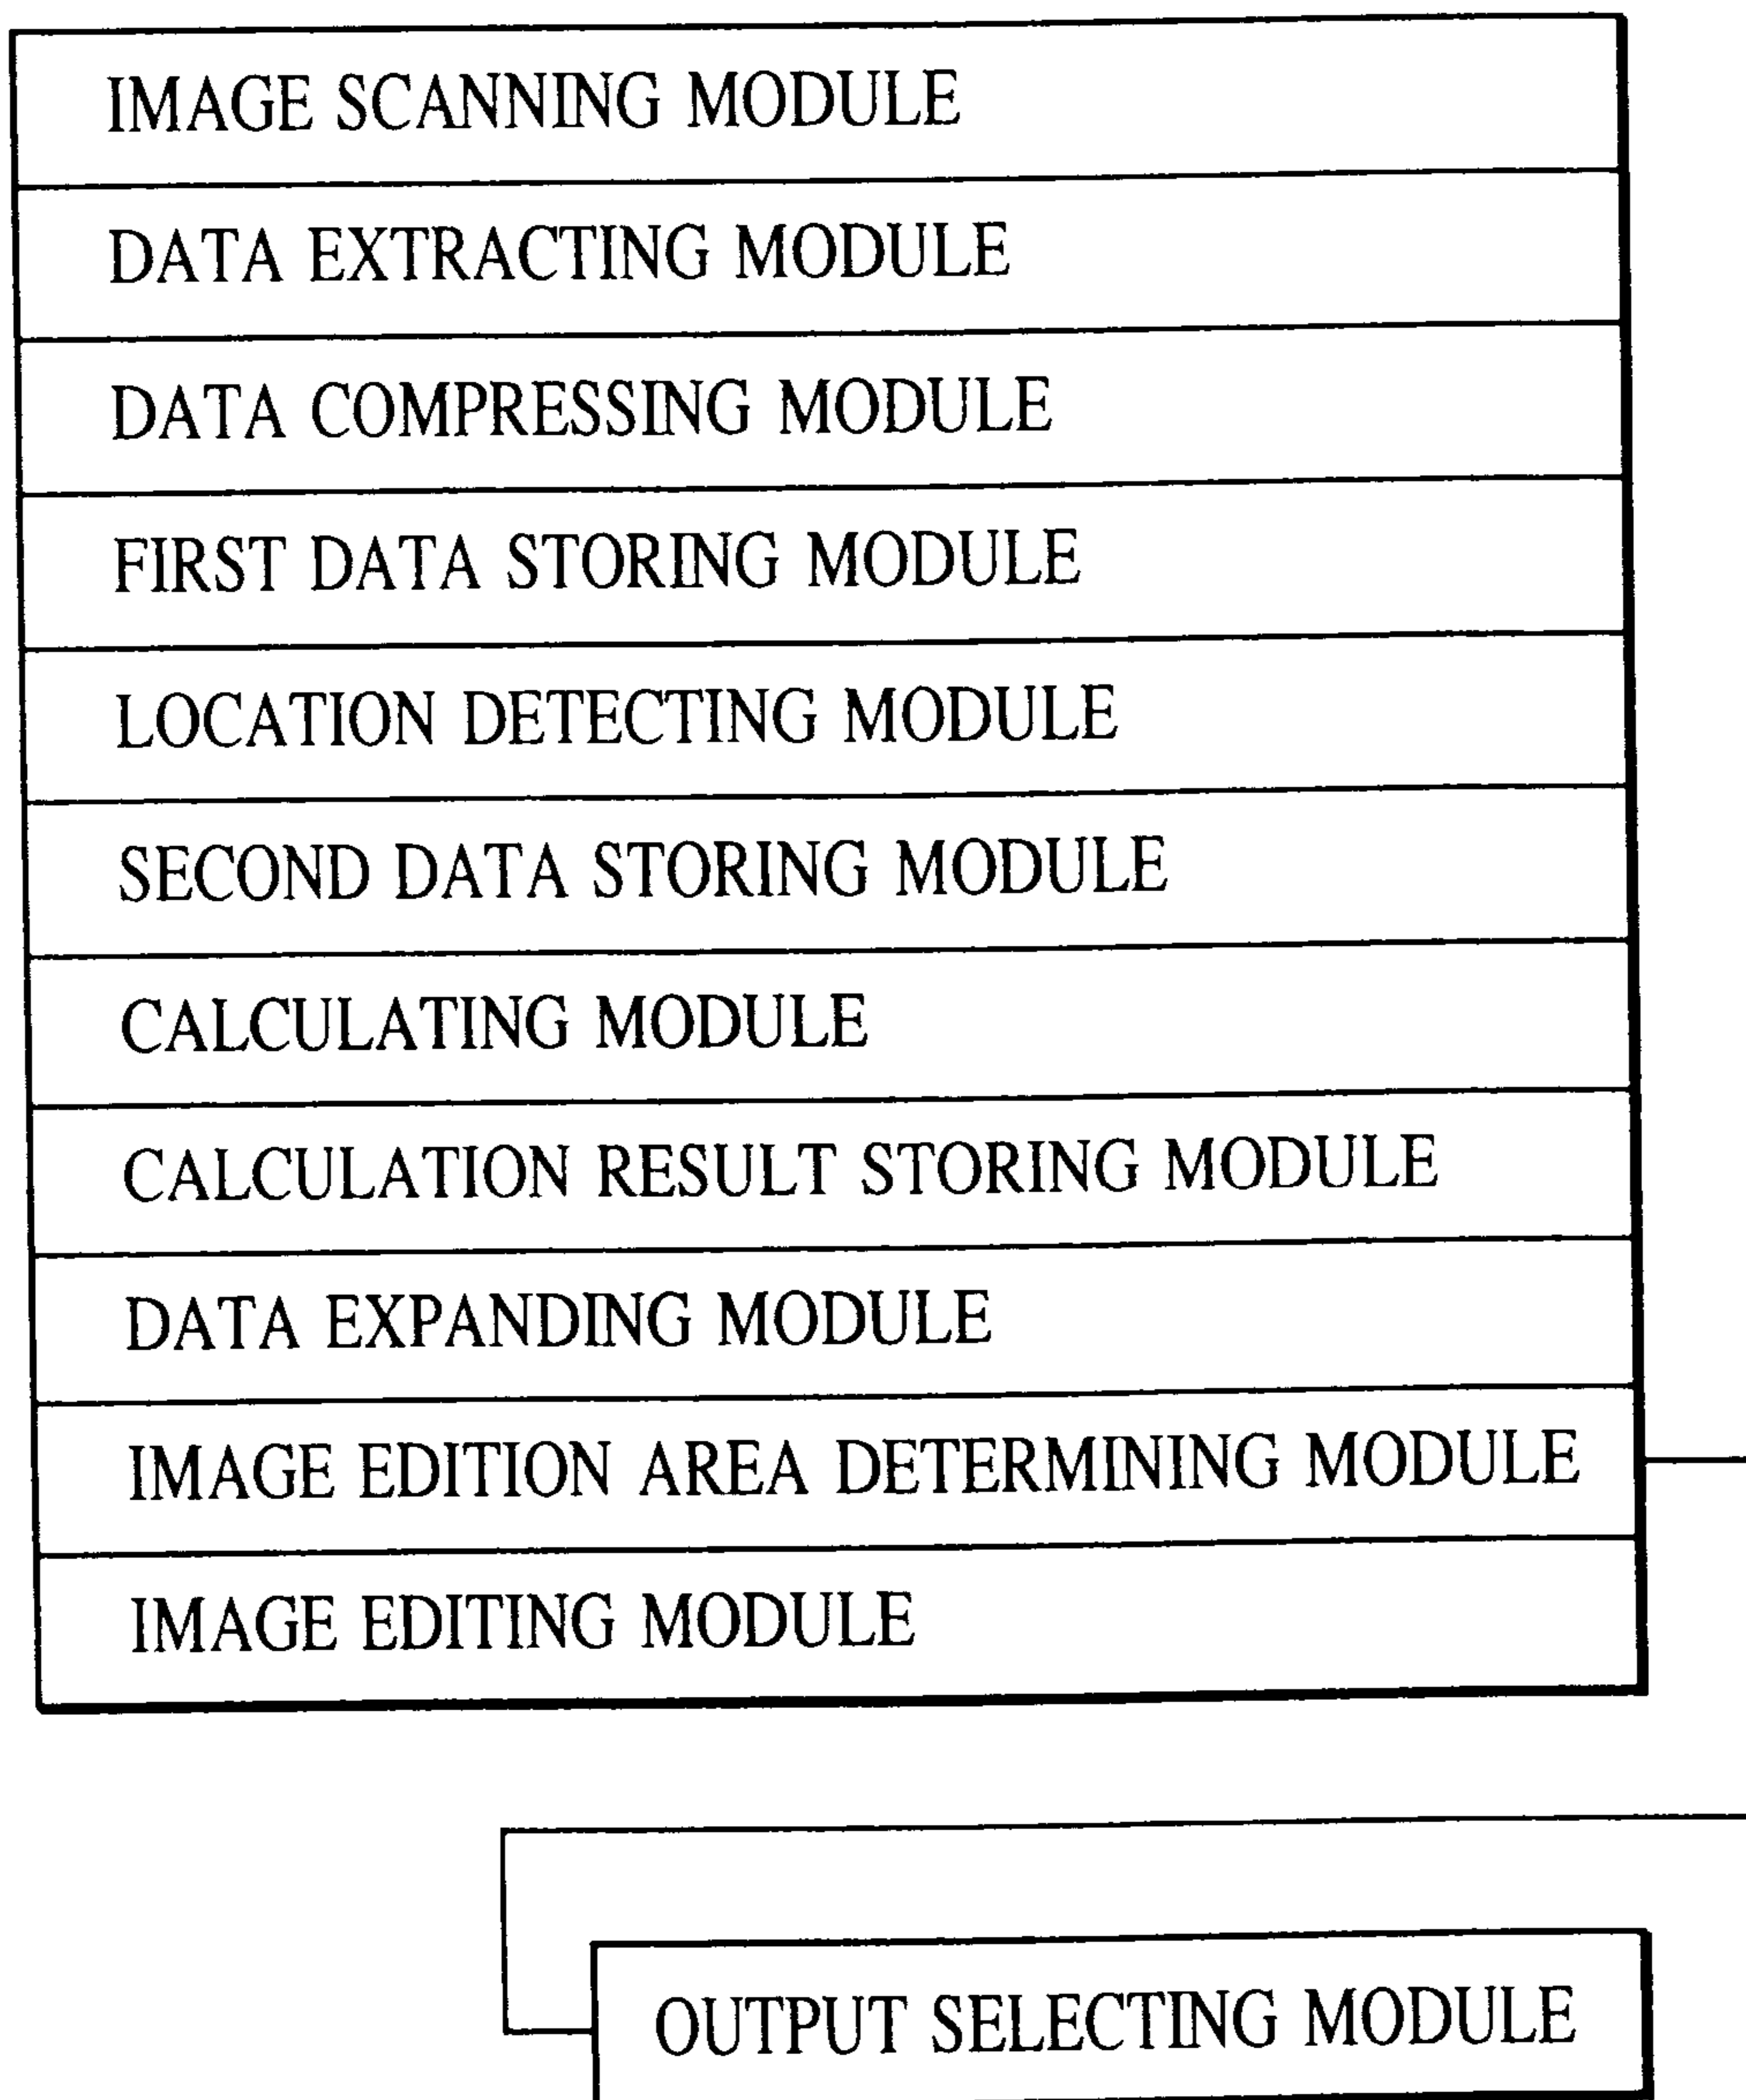 IMAGE SCANNING MODULE
DATA EXTRACTING MODULE
DATA COMPRESSING MODULE
FIRST DATA STORING MODULE
LOCATION DETECTING MODULE
SECOND DATA STORING MODULE
CALCULATING MODULE
CALCULATION RESULT STORING MODULE
DATA EXPANDING MODULE
IMAGE EDITION AREA DETERMINING MODULE
IMAGE EDITING MODULE
OUTPUT SELECTING MODULE